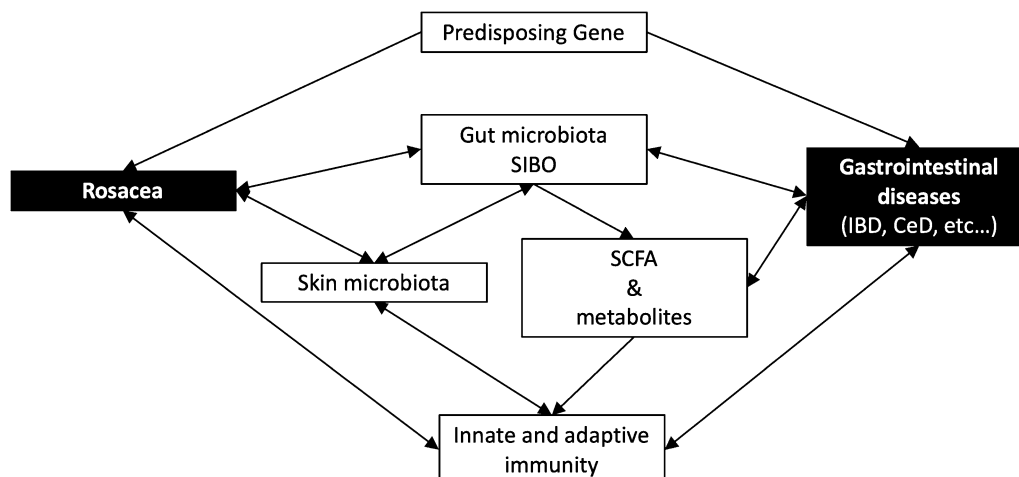 Predisposing Gene
Gut microbiota
SIBO
Rosacea
Gastrointestinal
diseases
(IBD, CeD, etc...)
Skin microbiota
SCFA
&
metabolites
Innate and adaptive
immunity